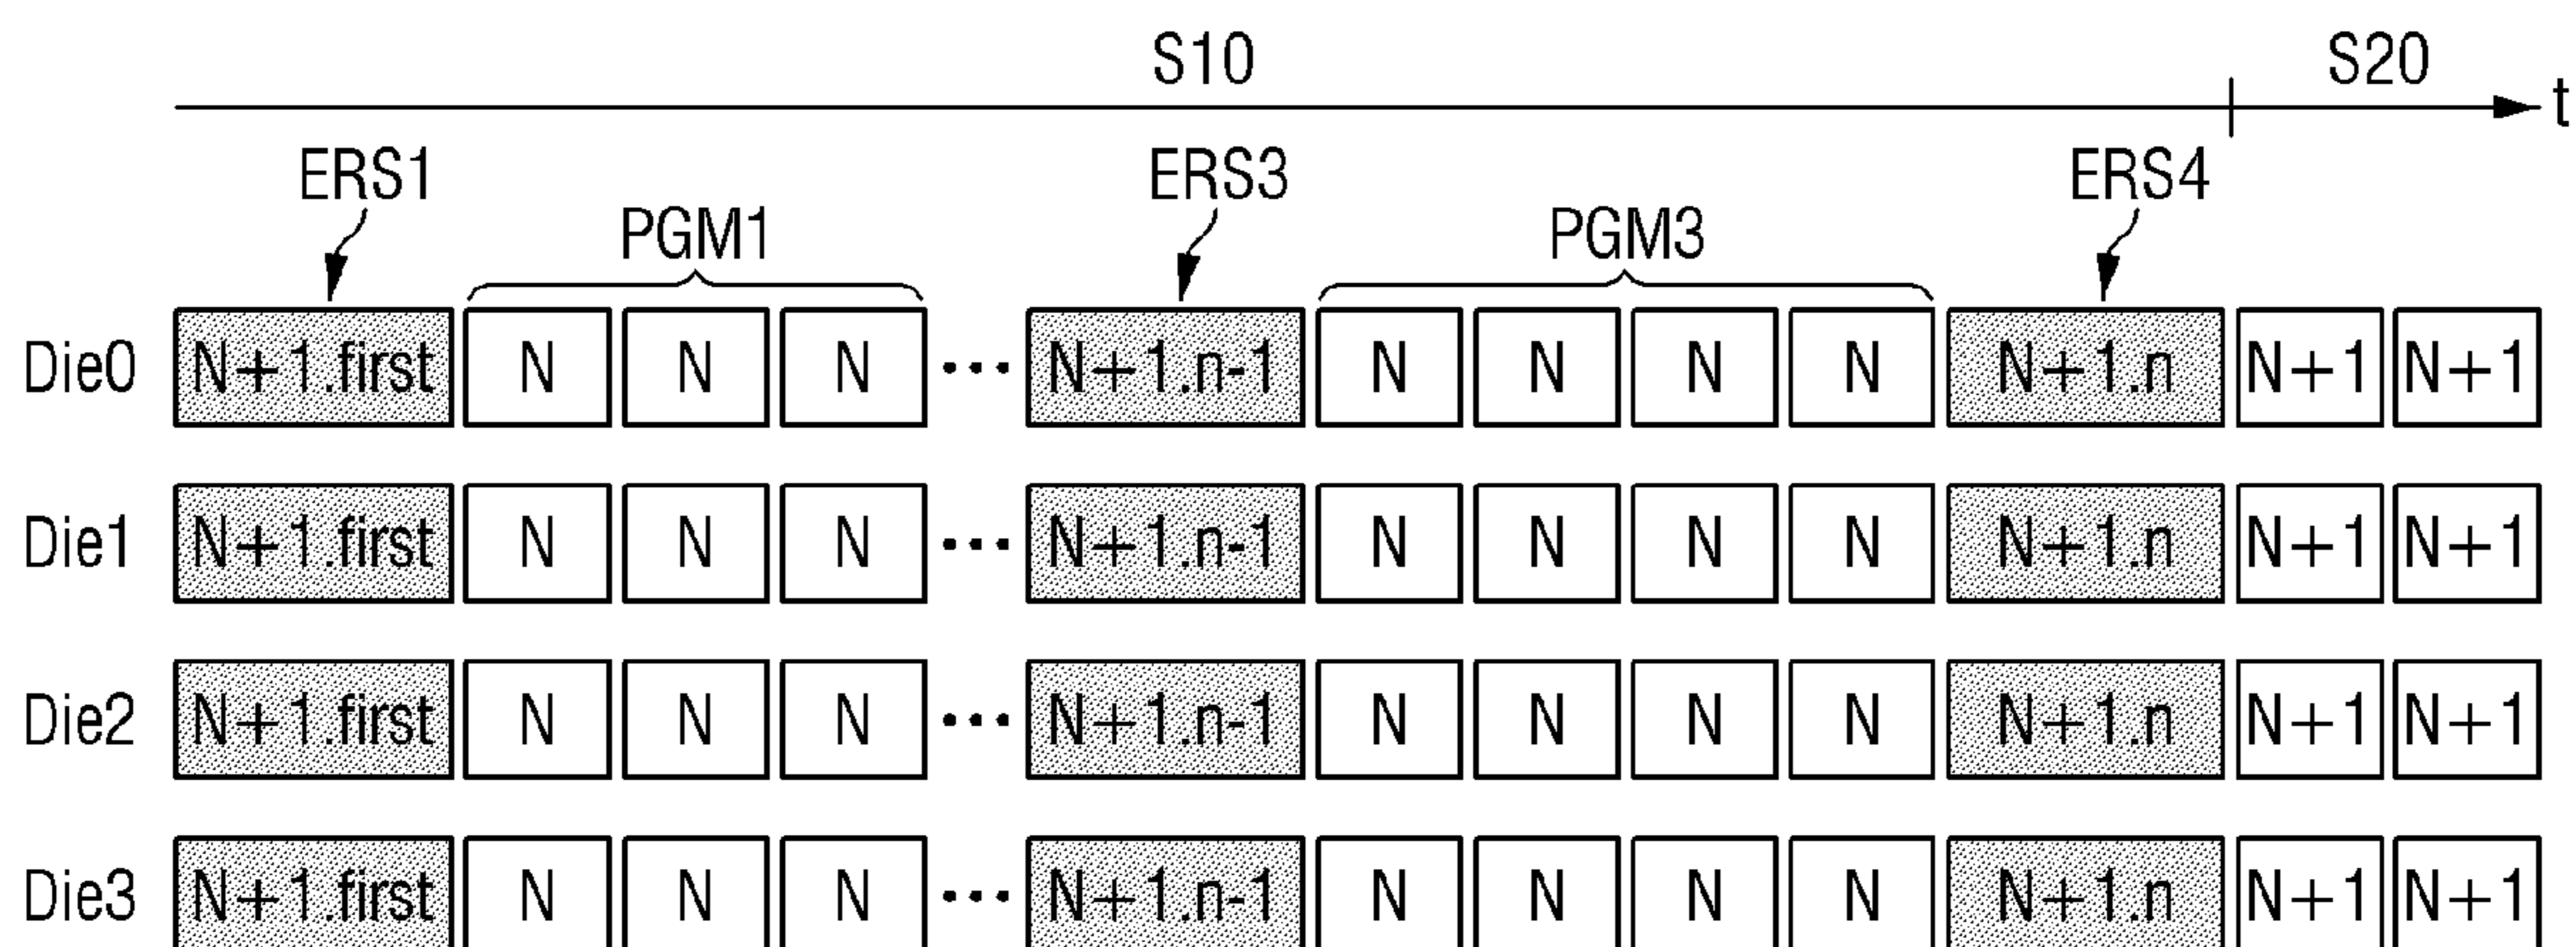 S10 S20
t
ERS1 ERS3 ERS4
PGM1 PGM3
Die0 N+1.first N N N ••• N+1.n-1 N N N N N+1.n N+1 N+1
Die1 N+1.first N N N ••• N+1.n-1 N N N N N+1.n N+1 N+1
Die2 N+1.first N N N ••• N+1.n-1 N N N N N+1.n N+1 N+1
Die3 N+1.first N N N ••• N+1.n-1 N N N N N+1.n N+1 N+1